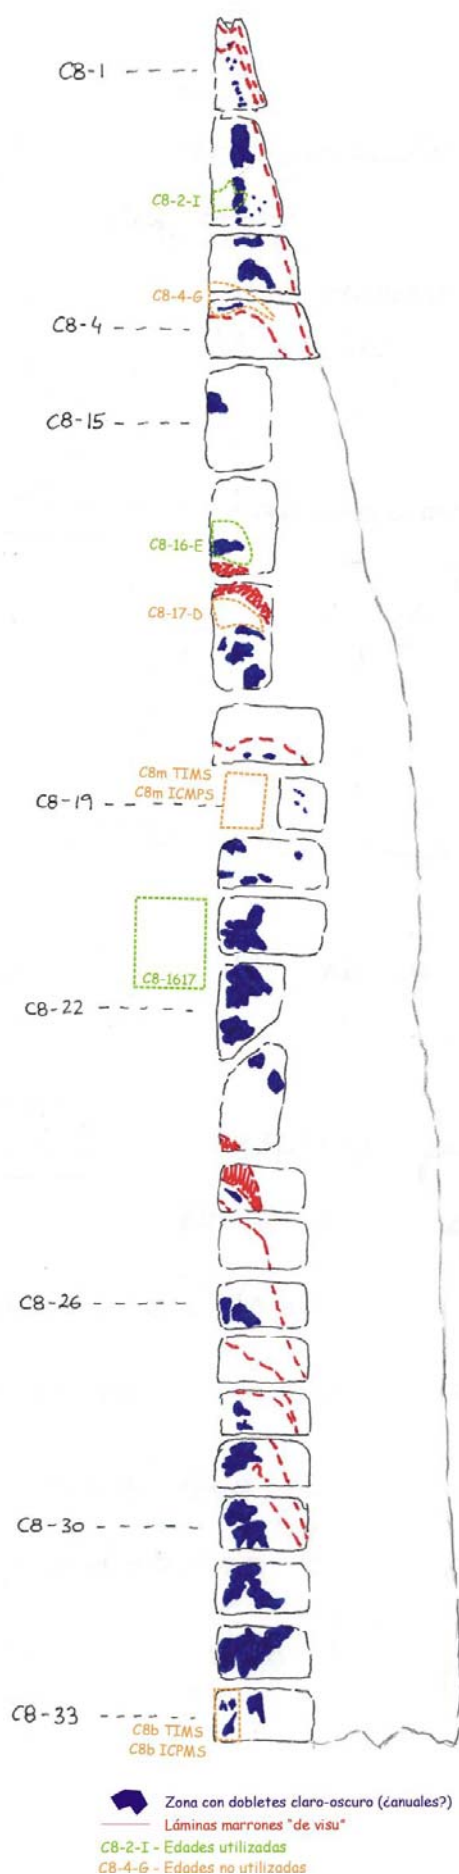 C8-1
C8-2-I
C8-4-G
C8-4
C8-15
C8-16-E
C8-17-D
C8m TIMS
C8m ICMPS
C8-19
C8-1617
C8-22
C8-26
C8-30
C8-33
C8b TIMS
C8b ICPMS
Zona con dobletes claro-oscuro (¿anuales?)
Láminas marrones "de visu"
C8-2-I - Edades utilizadas
C8-4-G - Edades no utilizadas